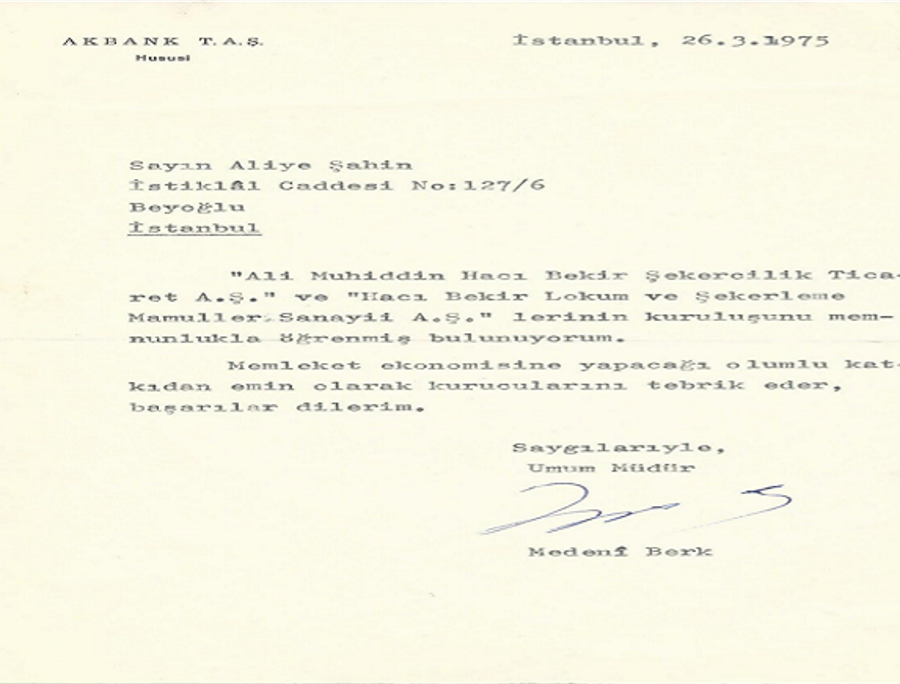 AKBANK T.A.Ş.
Hususi
İstanbul, 26.3.1975
Sayın Aliye Şahin
İstiklâl Caddesi No:127/6
Beyoğlu
İstanbul
"Ali Muhiddin Hacı Bekir Şekercilik Tica-
ret A.Ş." ve "Hacı Bekir Lokum ve Şekerleme
Mamuller Sanayii A.Ş." lerinin kuruluşunu mem-
nunlukla öğrenmiş bulunuyorum.
Memleket ekonomisine yapacağı olumlu kat-
kıdan emin olarak kurucularını tebrik eder,
başarılar dilerim.
Saygılarıyle,
Umum Müdür
Medenî Berk